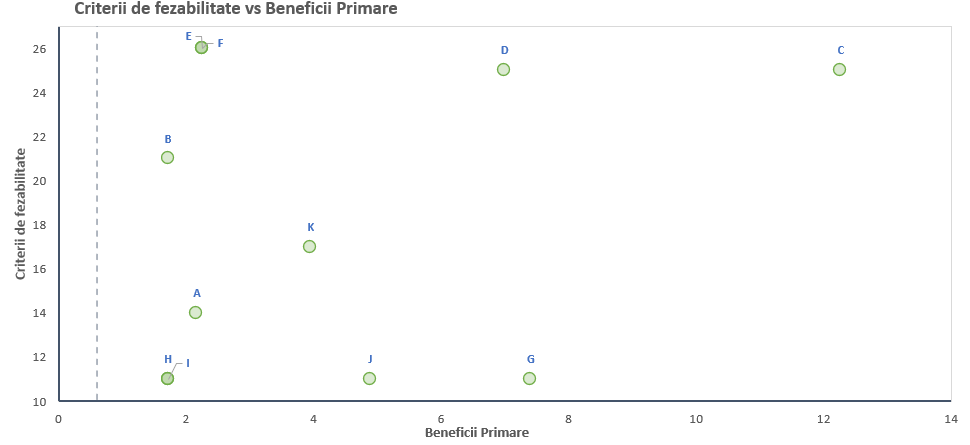 Criterii de fezabilitate vs Beneficii Primare
E
F
D
C
B
K
A
H
I
J
G
26
24
22
20
18
16
14
12
10
Criterii de fezabilitate
0 2 4 6 8 10 12 14
Beneficii Primare